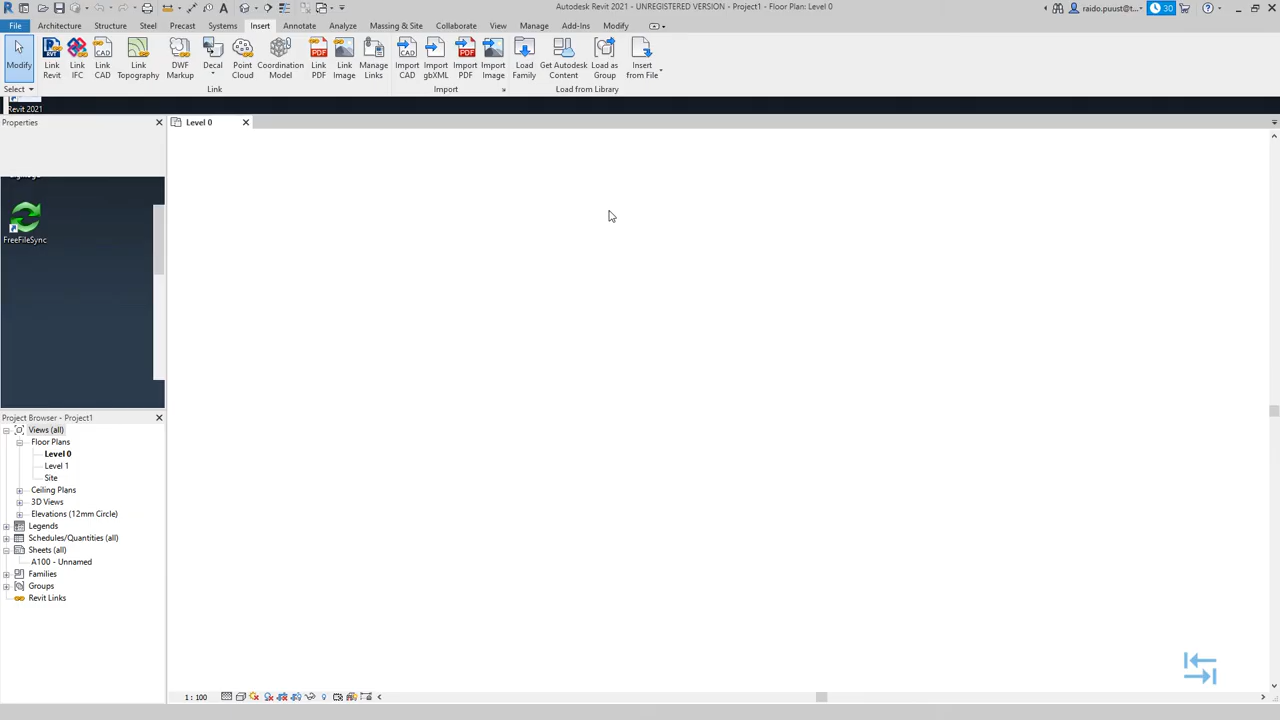 Autodesk Revit 2021 - UNREGISTERED VERSION - Project1 - Floor Plan: Level 0
raido.puust@t... 30
File Architecture Structure Steel Precast Systems Insert Annotate Analyze Massing & Site Collaborate View Manage Add-Ins Modify
Modify
Link Revit
Link IFC
Link CAD
Link Topography
DWF Markup
Decal
Point Cloud
Coordination Model
Link PDF
Link Image
Manage Links
Import CAD
Import gbXML
Import PDF
Import Image
Load Family
Get Autodesk Content
Load as Group
Insert from File
Select Link Import Load from Library
Revit 2021
Properties
Level 0
FreeFileSync
Project Browser - Project1
Views (all)
Floor Plans
Level 0
Level 1
Site
Ceiling Plans
3D Views
Elevations (12mm Circle)
Legends
Schedules/Quantities (all)
Sheets (all)
A100 - Unnamed
Families
Groups
Revit Links
1 : 100